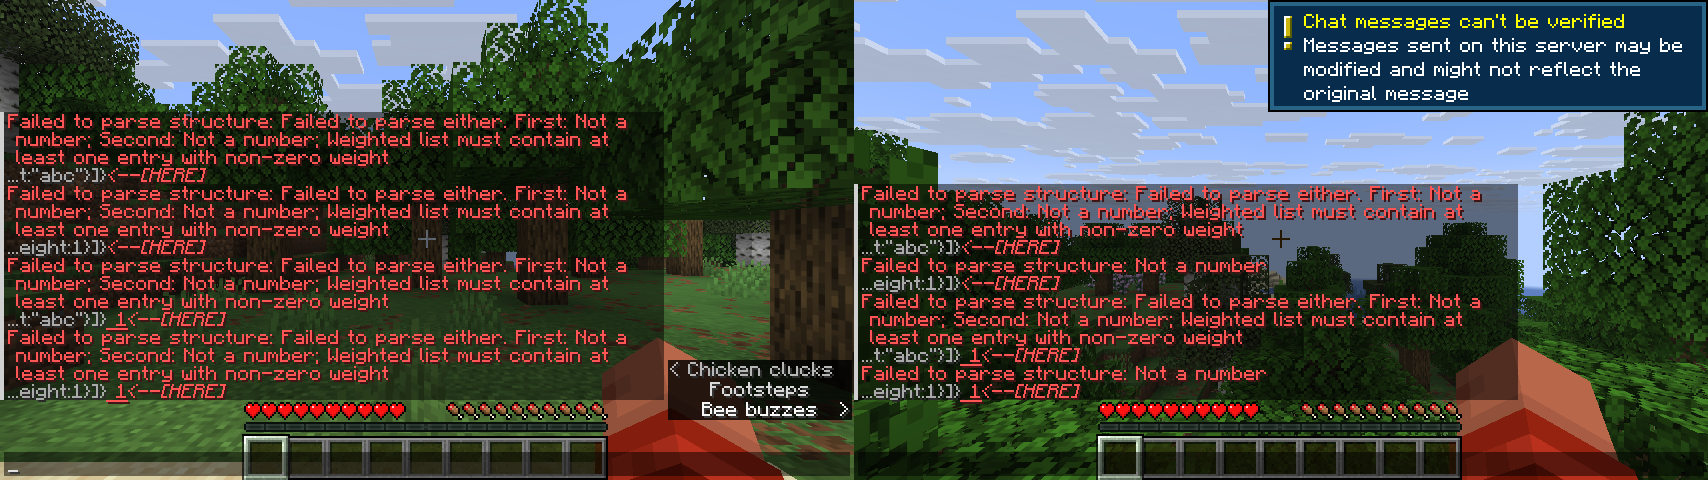 Failed to parse structure: Failed to parse either. First: Not a
number; Second: Not a number; Weighted list must contain at
least one entry with non-zero weight
...t:"abc"}]}<--[HERE]
Failed to parse structure: Failed to parse either. First: Not a
number; Second: Not a number; Weighted list must contain at
least one entry with non-zero weight
...eight:1}]}<--[HERE]
Failed to parse structure: Failed to parse either. First: Not a
number; Second: Not a number; Weighted list must contain at
least one entry with non-zero weight
...t:"abc"}]} 1<--[HERE]
Failed to parse structure: Failed to parse either. First: Not a
number; Second: Not a number; Weighted list must contain at
least one entry with non-zero weight
...eight:1}]} 1<--[HERE]
< Chicken clucks
Footsteps
Bee buzzes >
_
Chat messages can't be verified
Messages sent on this server may be
modified and might not reflect the
original message
Failed to parse structure: Failed to parse either. First: Not a
number; Second: Not a number; Weighted list must contain at
least one entry with non-zero weight
...t:"abc"}]}<--[HERE]
Failed to parse structure: Not a number
...eight:1}]}<--[HERE]
Failed to parse structure: Failed to parse either. First: Not a
number; Second: Not a number; Weighted list must contain at
least one entry with non-zero weight
...t:"abc"}]} 1<--[HERE]
Failed to parse structure: Not a number
...eight:1}]} 1<--[HERE]